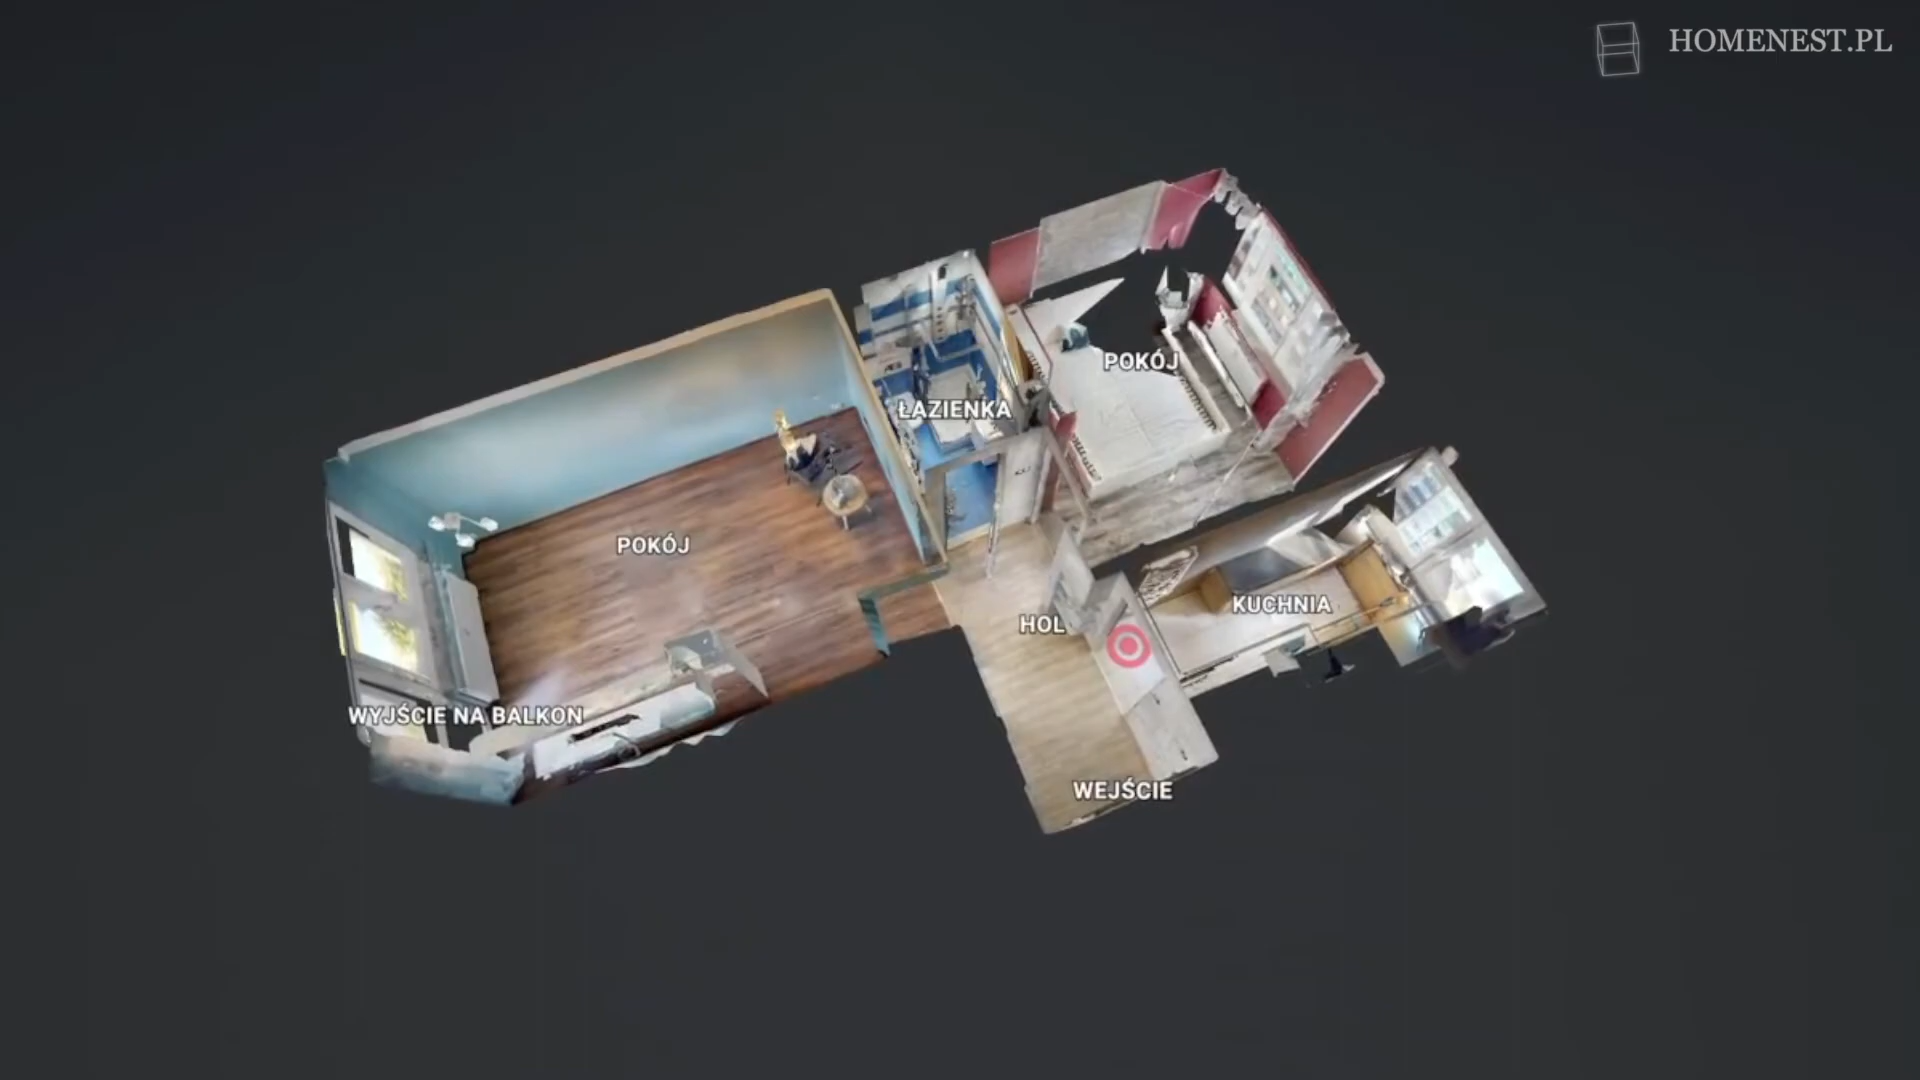 HOMENEST.PL
POKÓJ
ŁAZIENKA
POKÓJ
HOL
KUCHNIA
WYJŚCIE NA BALKON
WEJŚCIE